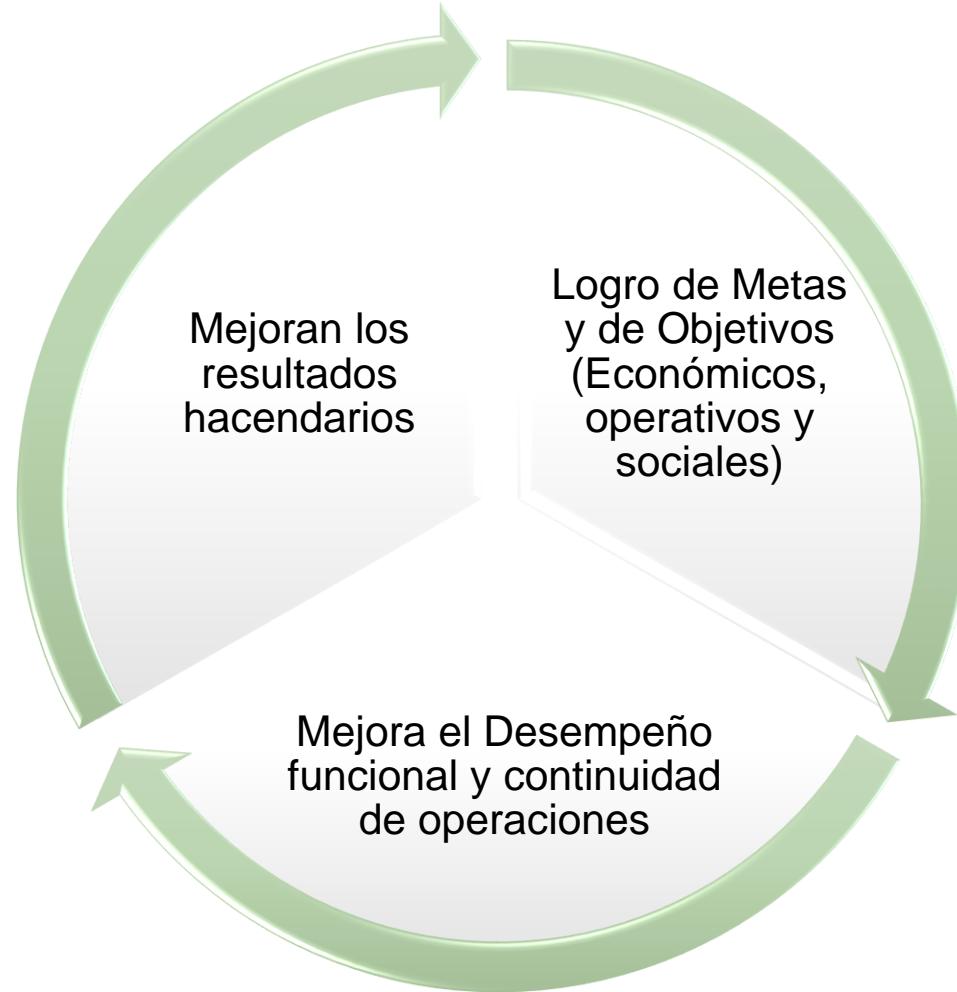 Mejoran los
resultados
hacendarios
Logro de Metas
y de Objetivos
(Económicos,
operativos y
sociales)
Mejora el Desempeño
funcional y continuidad
de operaciones